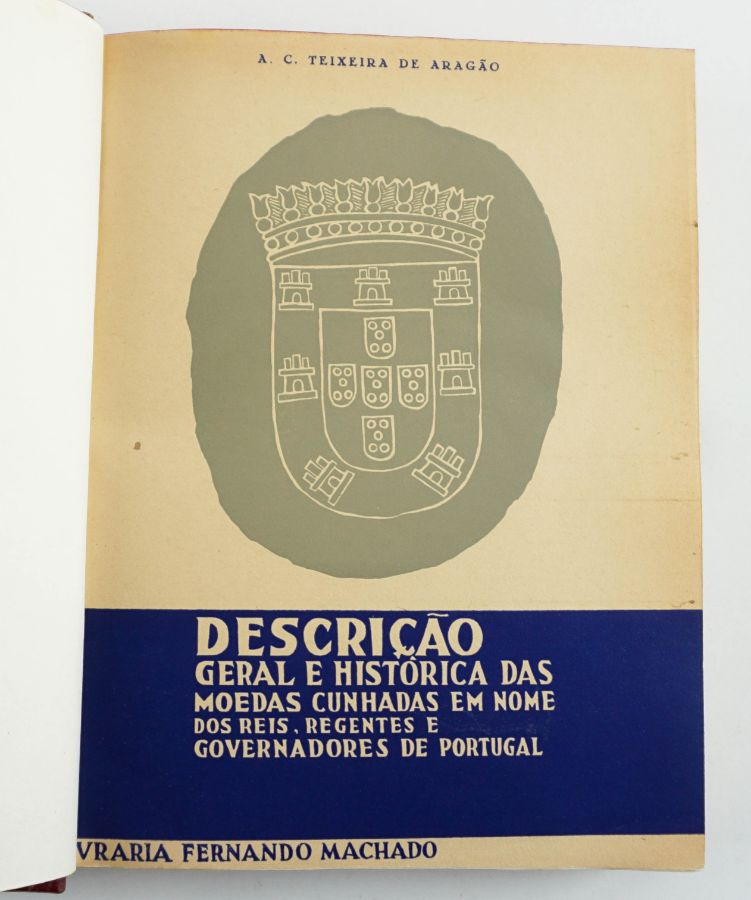 A. C. TEIXEIRA DE ARAGÃO
DESCRIÇÃO
GERAL E HISTÓRICA DAS
MOEDAS CUNHADAS EM NOME
DOS REIS, REGENTES E
GOVERNADORES DE PORTUGAL
VRARIA FERNANDO MACHADO